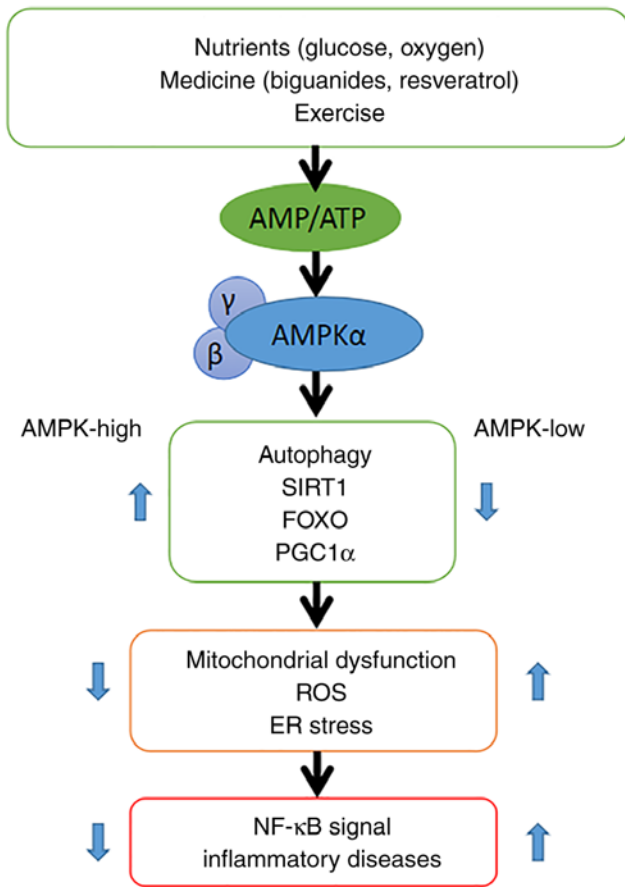 Nutrients (glucose, oxygen)
Medicine (biguanides, resveratrol)
Exercise
AMP/ATP
γ
AMPKα
β
AMPK-high
AMPK-low
Autophagy
SIRT1
FOXO
PGC1α
Mitochondrial dysfunction
ROS
ER stress
NF-κB signal
inflammatory diseases